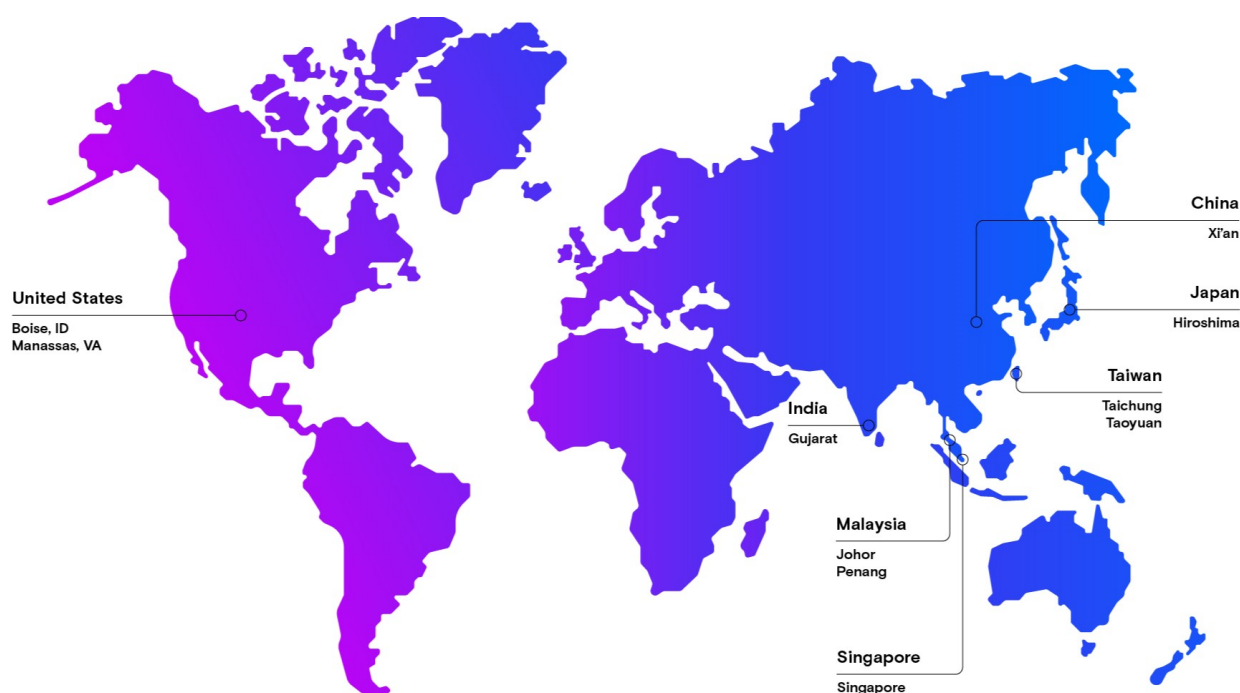 United States
Boise, ID
Manassas, VA
China
Xi'an
Japan
Hiroshima
Taiwan
Taichung
Taoyuan
India
Gujarat
Malaysia
Johor
Penang
Singapore
Singapore